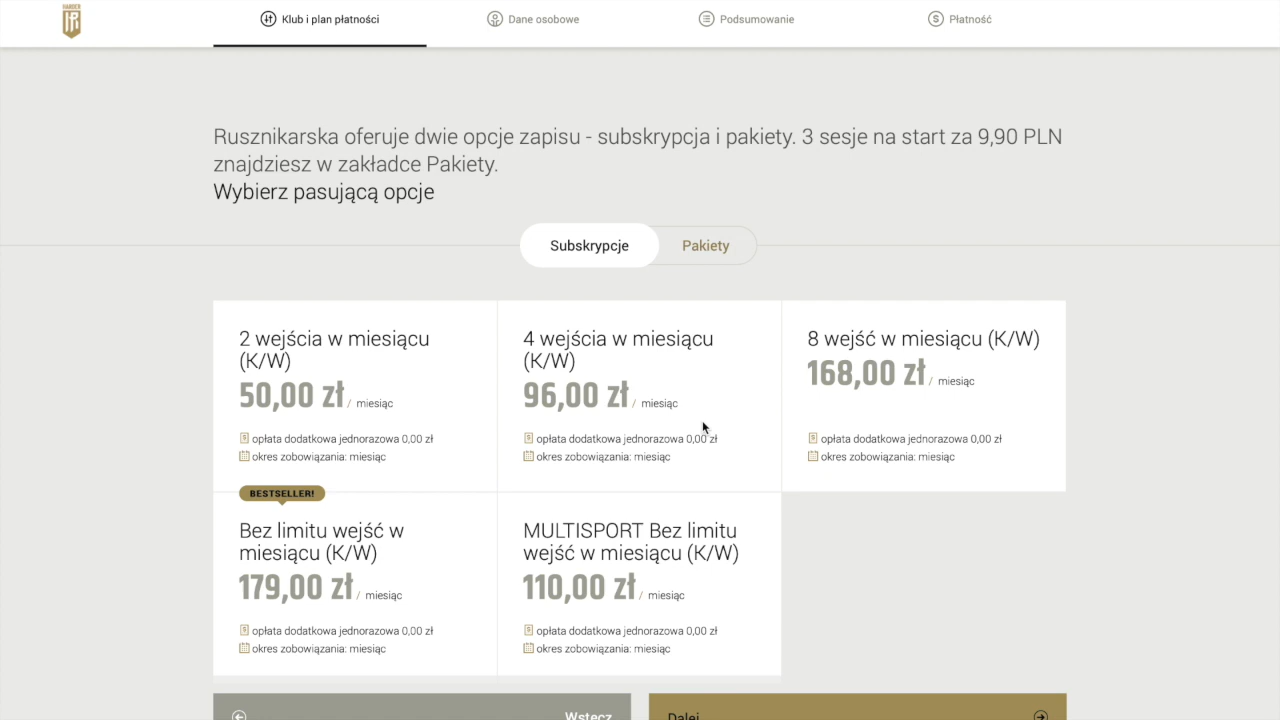 HARDER
Klub i plan płatności
Dane osobowe
Podsumowanie
Płatność
Rusznikarska oferuje dwie opcje zapisu - subskrypcja i pakiety. 3 sesje na start za 9,90 PLN
znajdziesz w zakładce Pakiety.
Wybierz pasującą opcje
Subskrypcje
Pakiety
2 wejścia w miesiącu
(K/W)
50,00 zł / miesiąc
opłata dodatkowa jednorazowa 0,00 zł
okres zobowiązania: miesiąc
4 wejścia w miesiącu
(K/W)
96,00 zł / miesiąc
opłata dodatkowa jednorazowa 0,00 zł
okres zobowiązania: miesiąc
8 wejść w miesiącu (K/W)
168,00 zł / miesiąc
opłata dodatkowa jednorazowa 0,00 zł
okres zobowiązania: miesiąc
BESTSELLER!
Bez limitu wejść w
miesiącu (K/W)
179,00 zł / miesiąc
opłata dodatkowa jednorazowa 0,00 zł
okres zobowiązania: miesiąc
MULTISPORT Bez limitu
wejść w miesiącu (K/W)
110,00 zł / miesiąc
opłata dodatkowa jednorazowa 0,00 zł
okres zobowiązania: miesiąc
Wstecz
Dalej